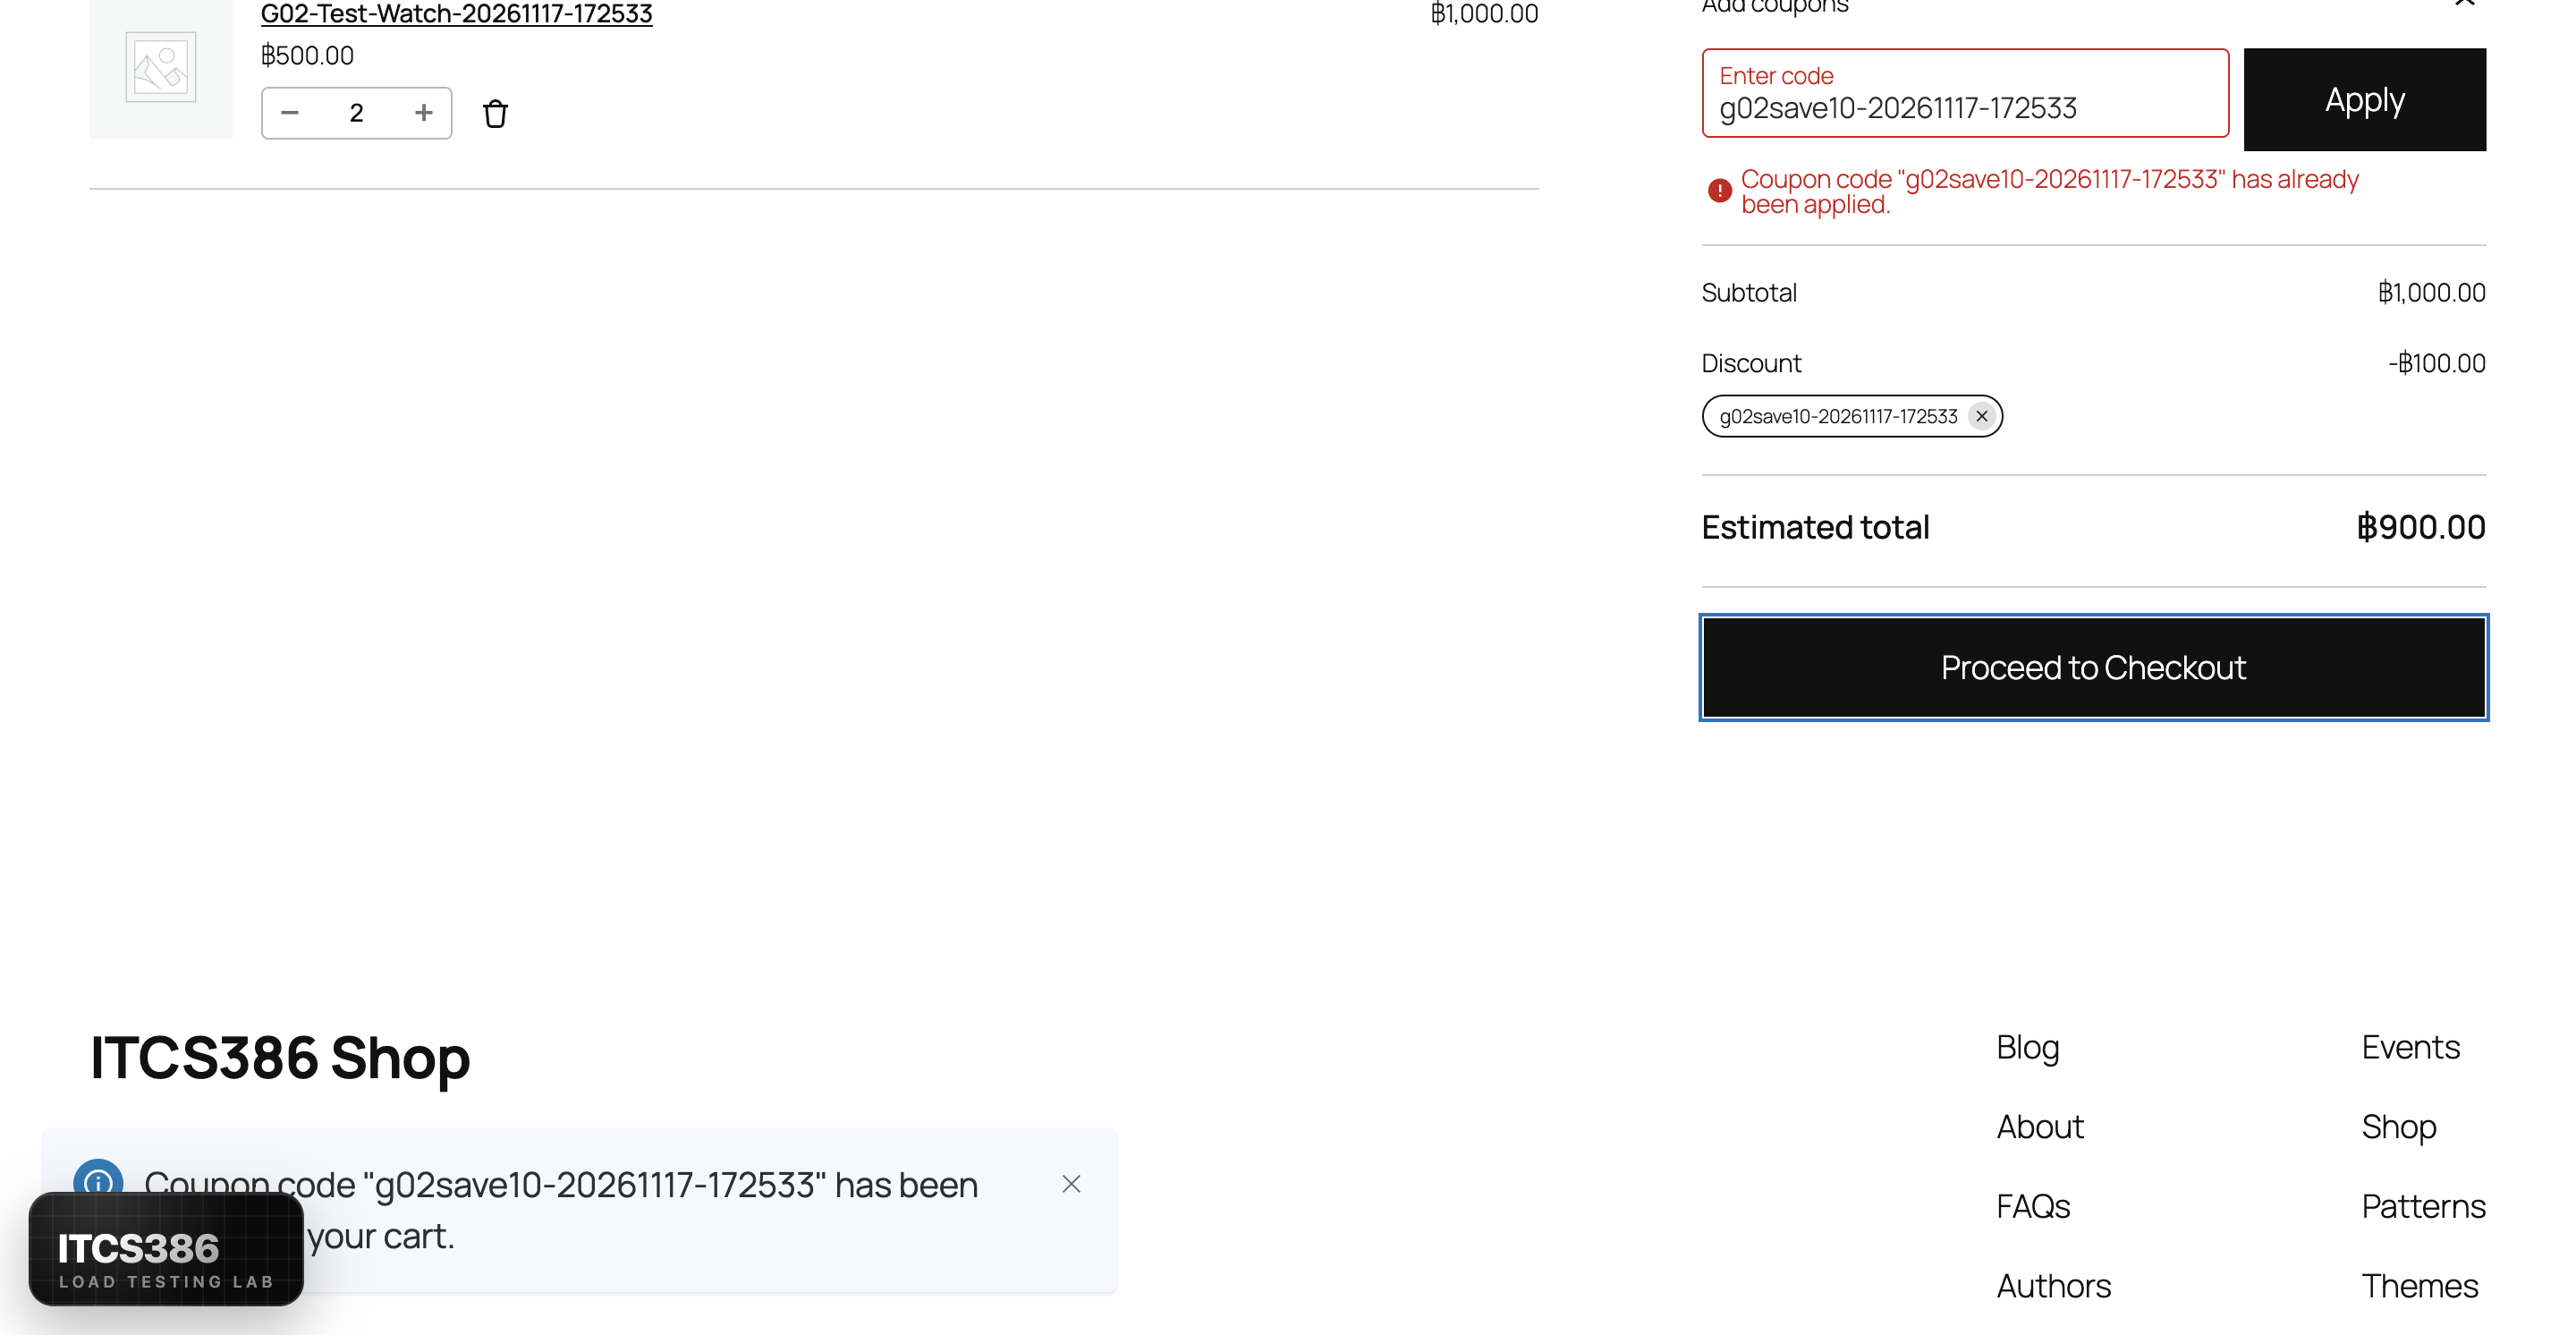 G02-Test-Watch-20261117-172533
฿1,000.00
฿500.00
2
Add coupons
Enter code
g02save10-20261117-172533
Apply
Coupon code "g02save10-20261117-172533" has already
been applied.
Subtotal
฿1,000.00
Discount
-฿100.00
g02save10-20261117-172533
Estimated total
฿900.00
Proceed to Checkout
ITCS386 Shop
Blog
Events
About
Shop
FAQs
Patterns
Authors
Themes
Coupon code "g02save10-20261117-172533" has been
your cart.
ITCS386
LOAD TESTING LAB